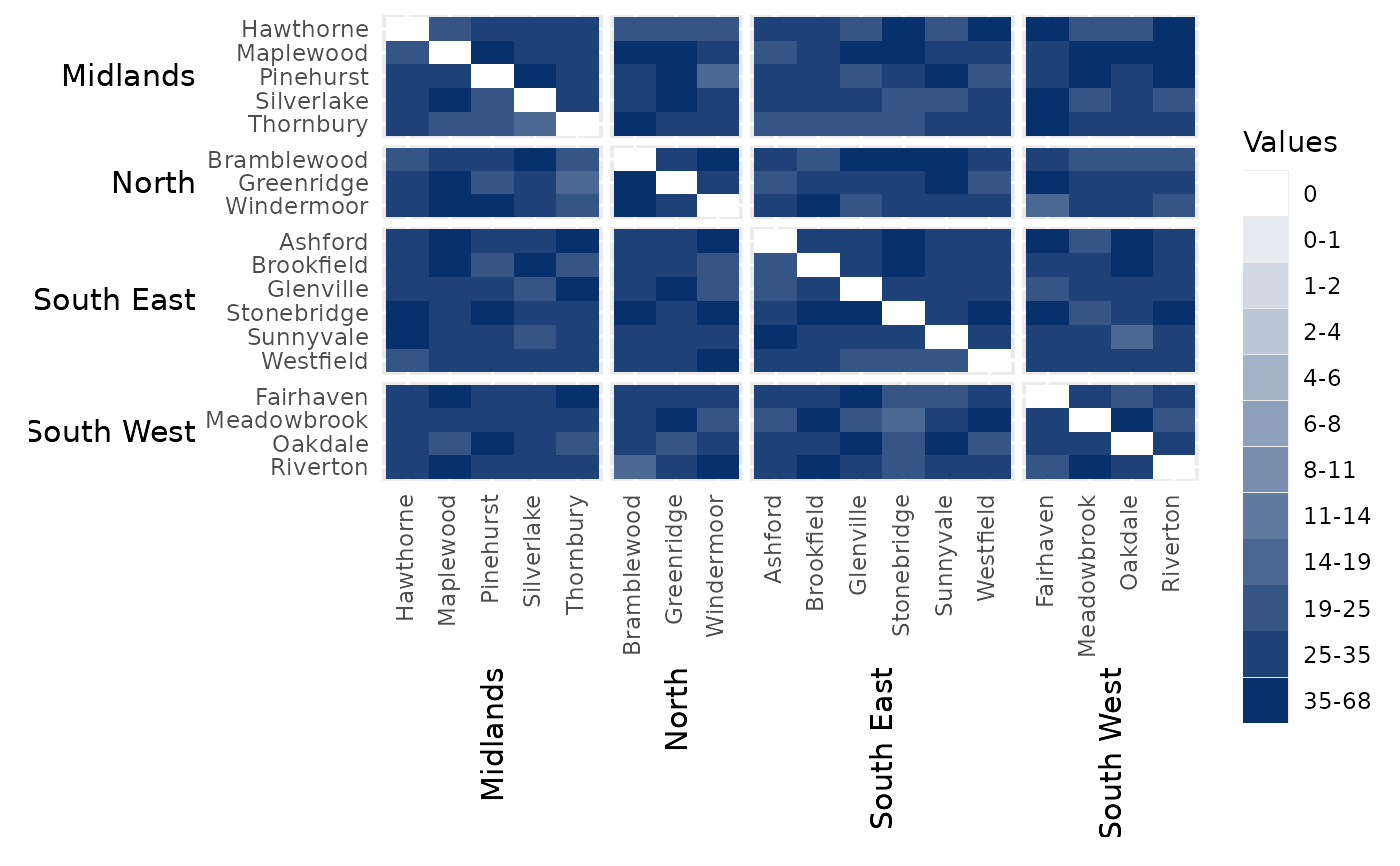 Midlands
Hawthorne
Maplewood
Pinehurst
Silverlake
Thornbury
North
Bramblewood
Greenridge
Windermoor
South East
Ashford
Brookfield
Glenville
Stonebridge
Sunnyvale
Westfield
South West
Fairhaven
Meadowbrook
Oakdale
Riverton
Hawthorne
Maplewood
Pinehurst
Silverlake
Thornbury
Bramblewood
Greenridge
Windermoor
Ashford
Brookfield
Glenville
Stonebridge
Sunnyvale
Westfield
Fairhaven
Meadowbrook
Oakdale
Riverton
Midlands
North
South East
South West
Values
0
0-1
1-2
2-4
4-6
6-8
8-11
11-14
14-19
19-25
25-35
35-68